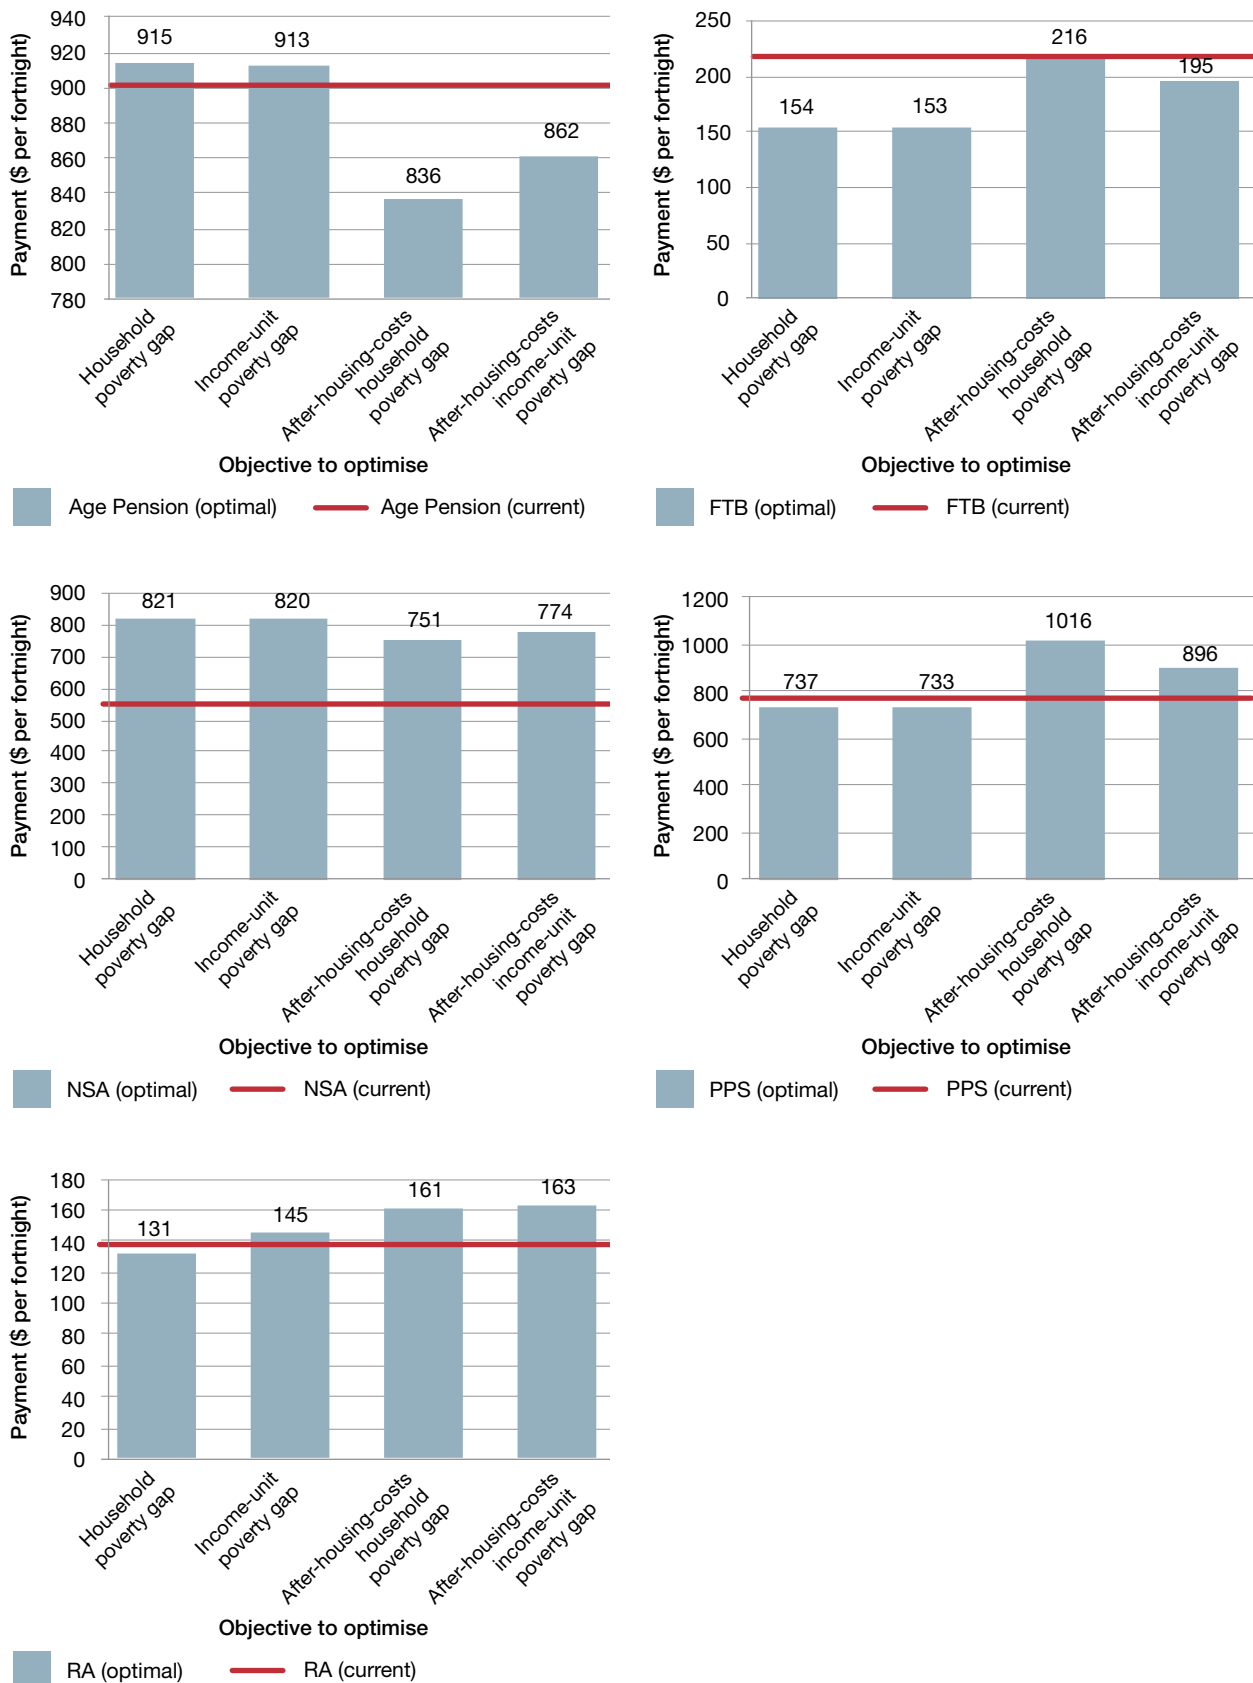 Payment ($ per fortnight)
940
920
900
880
860
840
820
800
780
915
913
836
862
Household
poverty gap
Income-unit
poverty gap
After-housing-costs
household
poverty gap
After-housing-costs
income-unit
poverty gap
Objective to optimise
Age Pension (optimal)
Age Pension (current)
Payment ($ per fortnight)
250
200
150
100
50
0
154
153
216
195
Household
poverty gap
Income-unit
poverty gap
After-housing-costs
household
poverty gap
After-housing-costs
income-unit
poverty gap
Objective to optimise
FTB (optimal)
FTB (current)
Payment ($ per fortnight)
900
800
700
600
500
400
300
200
100
0
821
820
751
774
Household
poverty gap
Income-unit
poverty gap
After-housing-costs
household
poverty gap
After-housing-costs
income-unit
poverty gap
Objective to optimise
NSA (optimal)
NSA (current)
Payment ($ per fortnight)
1200
1000
800
600
400
200
0
737
733
1016
896
Household
poverty gap
Income-unit
poverty gap
After-housing-costs
household
poverty gap
After-housing-costs
income-unit
poverty gap
Objective to optimise
PPS (optimal)
PPS (current)
Payment ($ per fortnight)
180
160
140
120
100
80
60
40
20
0
131
145
161
163
Household
poverty gap
Income-unit
poverty gap
After-housing-costs
household
poverty gap
After-housing-costs
income-unit
poverty gap
Objective to optimise
RA (optimal)
RA (current)